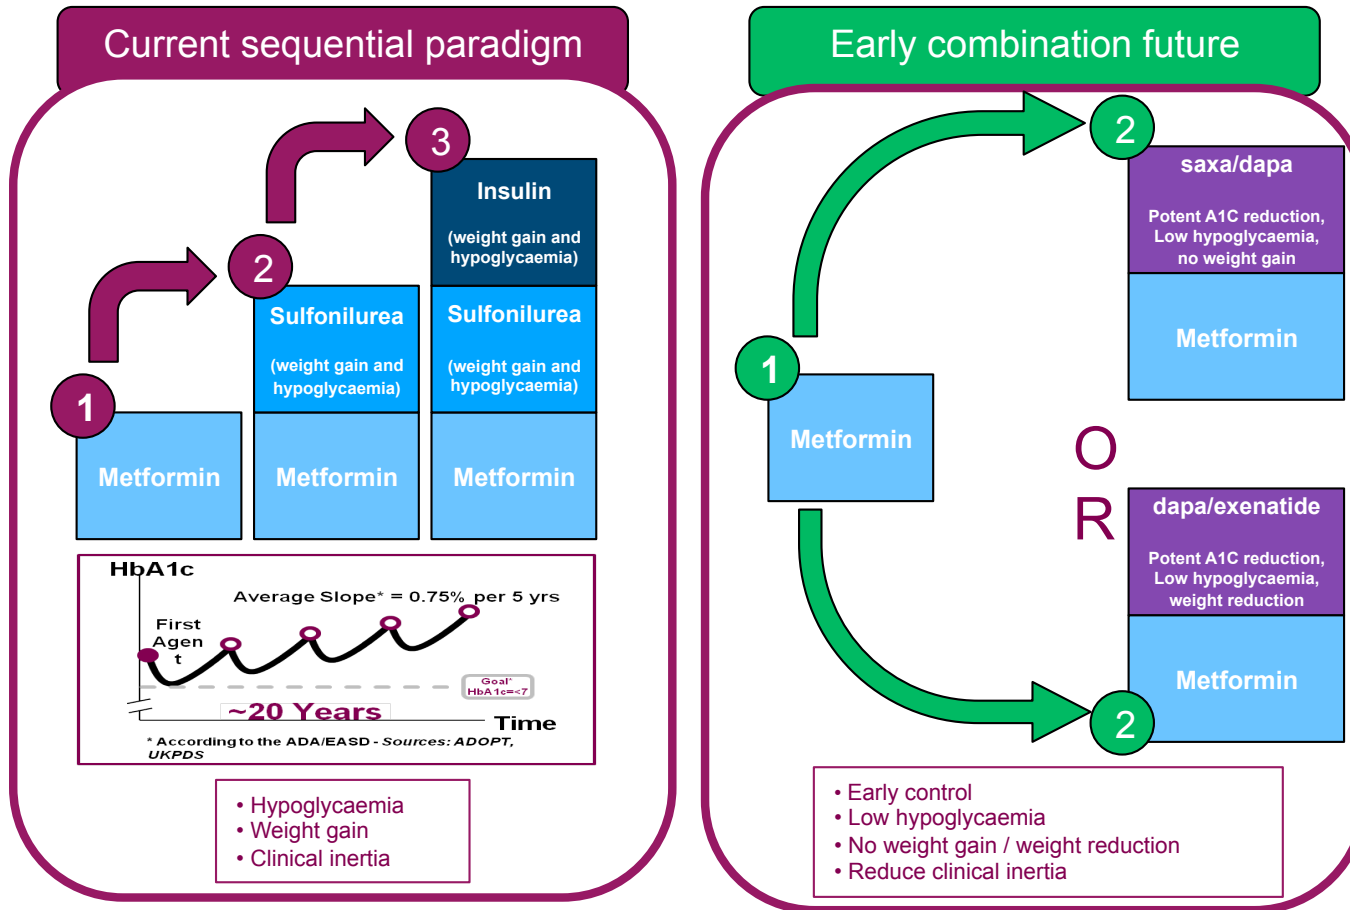 Current sequential paradigm
1
Metformin
2
Sulfonilurea
(weight gain and
hypoglycaemia)
Metformin
3
Insulin
(weight gain and
hypoglycaemia)
Sulfonilurea
(weight gain and
hypoglycaemia)
Metformin
HbA1c
Average Slope* = 0.75% per 5 yrs
First
Agen
t
Goal*
HbA1c=<7
~20 Years
Time
* According to the ADA/EASD - Sources: ADOPT,
UKPDS
• Hypoglycaemia
• Weight gain
• Clinical inertia
Early combination future
1
Metformin
2
saxa/dapa
Potent A1C reduction,
Low hypoglycaemia,
no weight gain
Metformin
O
R
dapa/exenatide
Potent A1C reduction,
Low hypoglycaemia,
weight reduction
Metformin
2
• Early control
• Low hypoglycaemia
• No weight gain / weight reduction
• Reduce clinical inertia